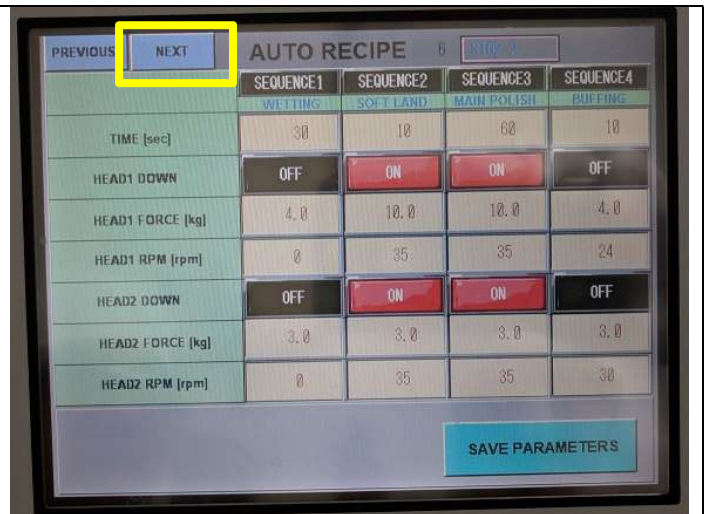 PREVIOUS NEXT AUTO RECIPE 6
SEQUENCE1 SEQUENCE2 SEQUENCE3 SEQUENCE4
WETTING SOFT LAND MAIN POLISH BUFFING
TIME [sec] 30 10 60 10
HEAD1 DOWN OFF ON ON OFF
HEAD1 FORCE [kg] 4.0 10.0 10.0 4.0
HEAD1 RPM [rpm] 0 35 35 24
HEAD2 DOWN OFF ON ON OFF
HEAD2 FORCE [kg] 3.0 3.0 3.0 3.0
HEAD2 RPM [rpm] 0 35 35 30
SAVE PARAMETERS